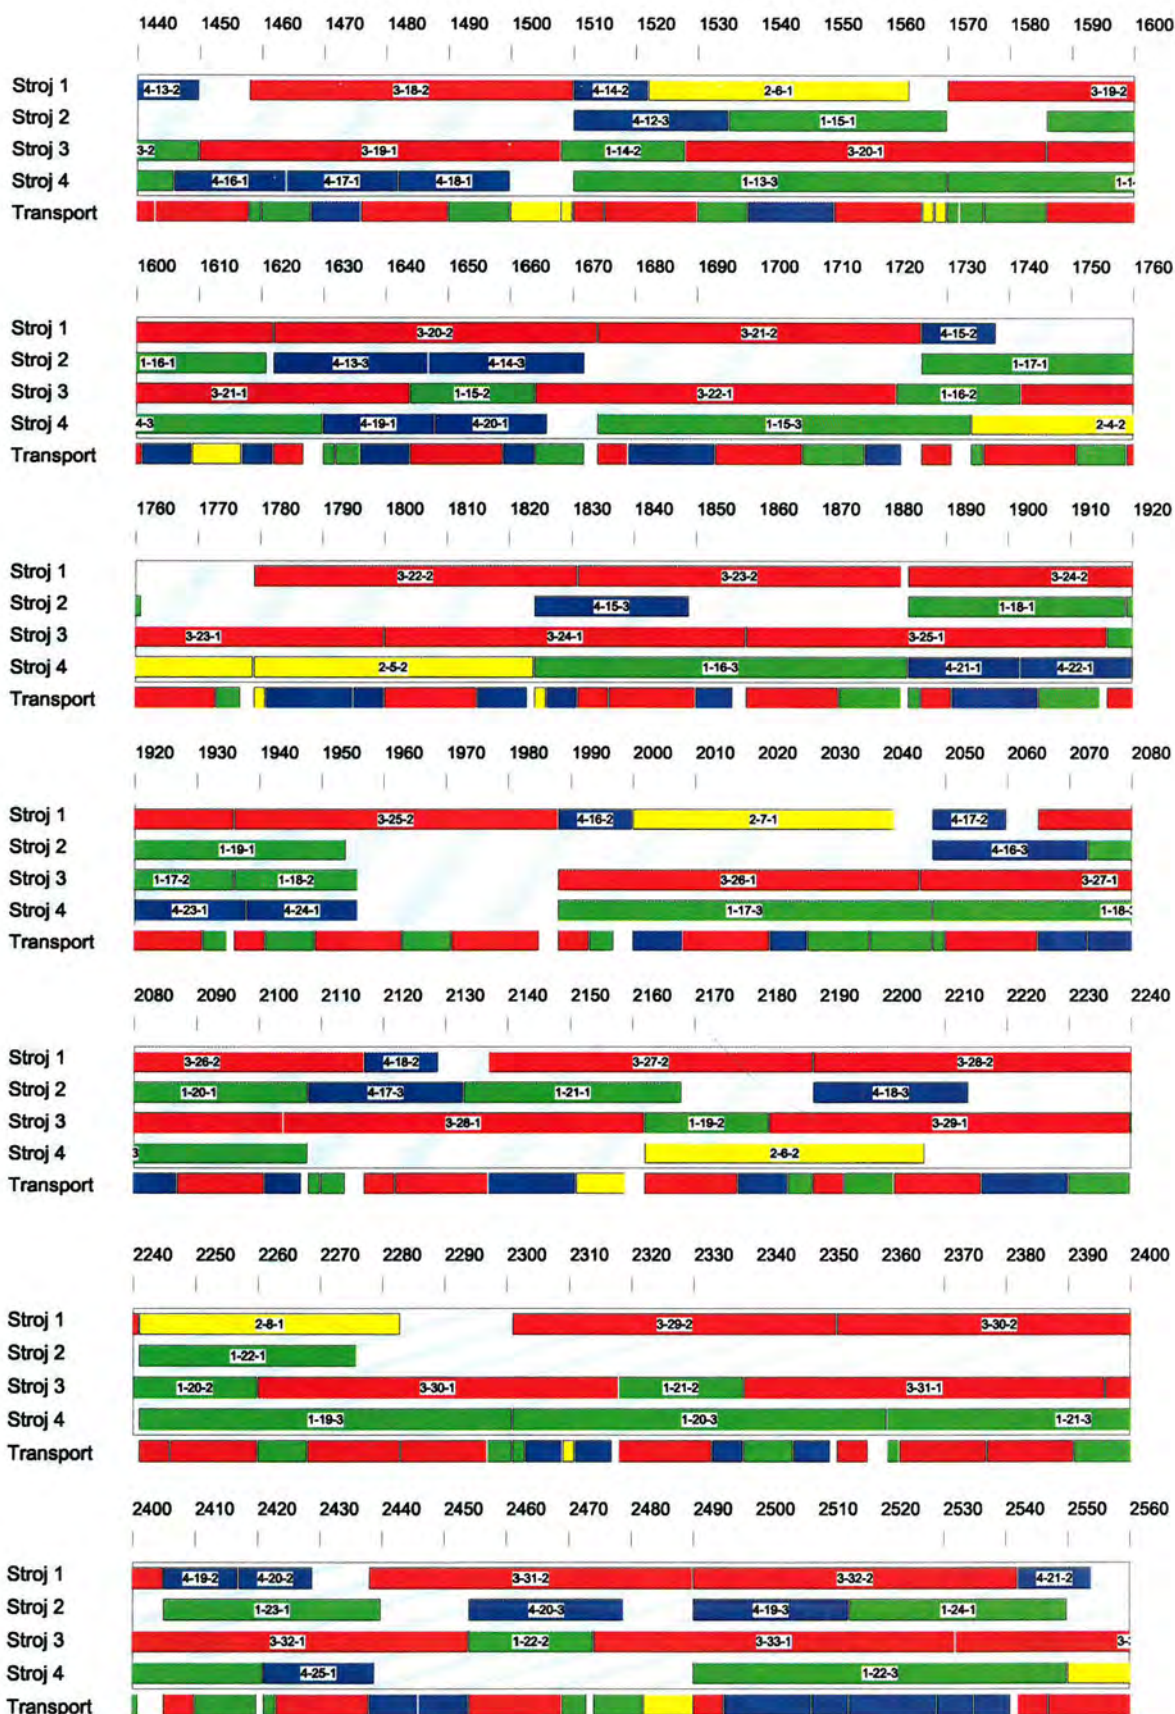 1440 1450 1460 1470 1480 1490 1500 1510 1520 1530 1540 1550 1560 1570 1580 1590 1600
Stroj 1 4-13-2 3-18-2 4-14-2 2-6-1 3-19-2
Stroj 2 4-12-3 1-15-1
Stroj 3 3-2 3-19-1 1-14-2 3-20-1
Stroj 4 4-16-1 4-17-1 4-18-1 1-13-3 1-1
Transport
1600 1610 1620 1630 1640 1650 1660 1670 1680 1690 1700 1710 1720 1730 1740 1750 1760
Stroj 1 3-20-2 3-21-2 4-15-2
Stroj 2 1-16-1 4-13-3 4-14-3 1-17-1
Stroj 3 3-21-1 1-15-2 3-22-1 1-16-2
Stroj 4 4-3 4-19-1 4-20-1 1-15-3 2-4-2
Transport
1760 1770 1780 1790 1800 1810 1820 1830 1840 1850 1860 1870 1880 1890 1900 1910 1920
Stroj 1 3-22-2 3-23-2 3-24-2
Stroj 2 4-15-3 1-18-1
Stroj 3 3-23-1 3-24-1 3-25-1
Stroj 4 2-5-2 1-16-3 4-21-1 4-22-1
Transport
1920 1930 1940 1950 1960 1970 1980 1990 2000 2010 2020 2030 2040 2050 2060 2070 2080
Stroj 1 3-25-2 4-16-2 2-7-1 4-17-2
Stroj 2 1-19-1 4-16-3
Stroj 3 1-17-2 1-18-2 3-26-1 3-27-1
Stroj 4 4-23-1 4-24-1 1-17-3 1-18-3
Transport
2080 2090 2100 2110 2120 2130 2140 2150 2160 2170 2180 2190 2200 2210 2220 2230 2240
Stroj 1 3-26-2 4-18-2 3-27-2 3-28-2
Stroj 2 1-20-1 4-17-3 1-21-1 4-18-3
Stroj 3 3-28-1 1-19-2 3-29-1
Stroj 4 3 2-6-2
Transport
2240 2250 2260 2270 2280 2290 2300 2310 2320 2330 2340 2350 2360 2370 2380 2390 2400
Stroj 1 2-8-1 3-29-2 3-30-2
Stroj 2 1-22-1
Stroj 3 1-20-2 3-30-1 1-21-2 3-31-1
Stroj 4 1-19-3 1-20-3 1-21-3
Transport
2400 2410 2420 2430 2440 2450 2460 2470 2480 2490 2500 2510 2520 2530 2540 2550 2560
Stroj 1 4-19-2 4-20-2 3-31-2 3-32-2 4-21-2
Stroj 2 1-23-1 4-20-3 4-19-3 1-24-1
Stroj 3 3-32-1 1-22-2 3-33-1 3-3
Stroj 4 4-25-1 1-22-3
Transport